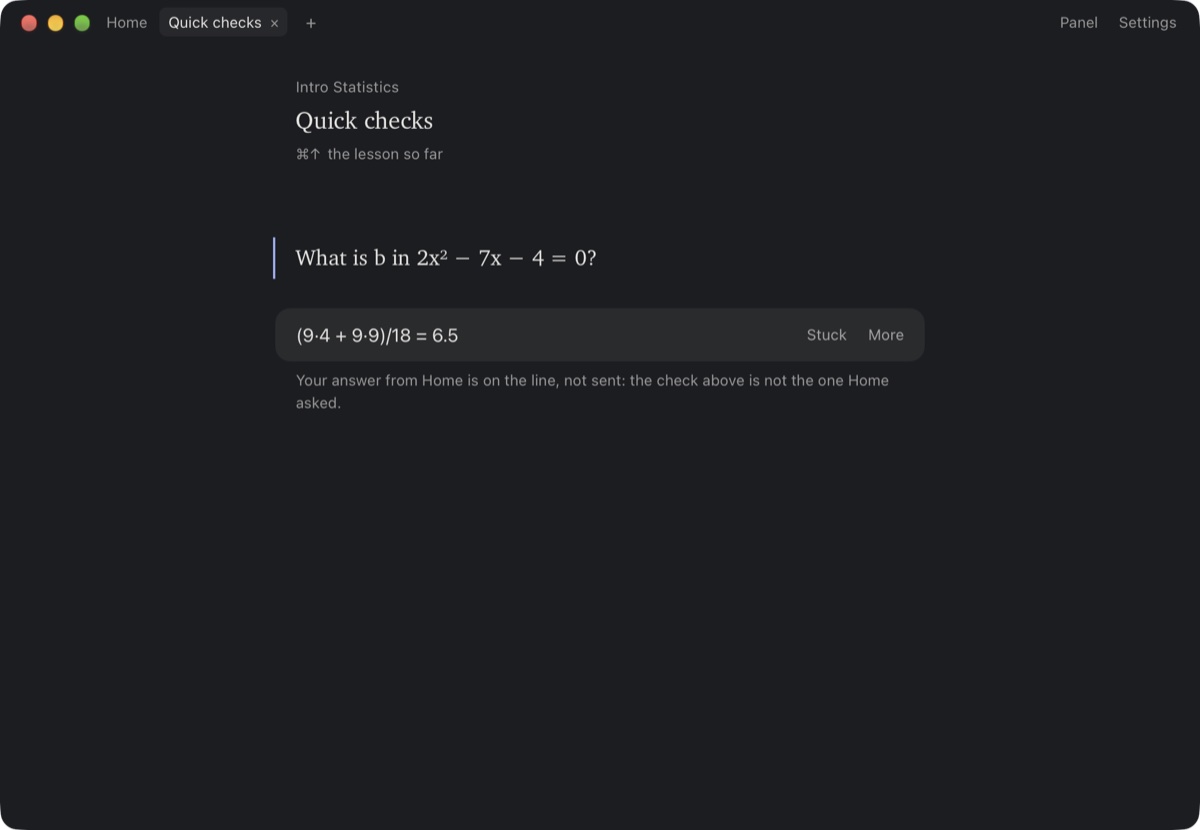 Home
Quick checks ×
+
Panel
Settings
Intro Statistics
Quick checks
⌘↑ the lesson so far
What is b in 2x² − 7x − 4 = 0?
(9·4 + 9·9)/18 = 6.5
Stuck
More
Your answer from Home is on the line, not sent: the check above is not the one Home
asked.